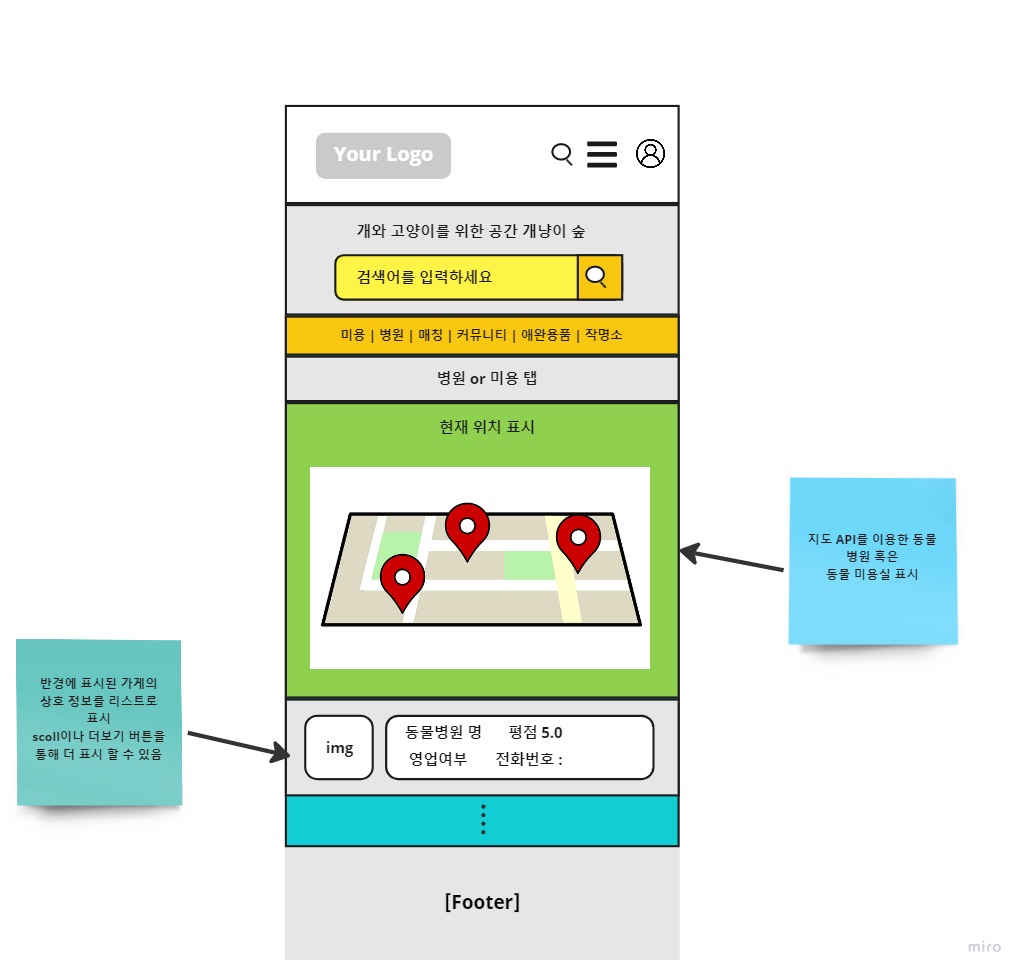 Your Logo
개와 고양이를 위한 공간 개냥이 숲
검색어를 입력하세요
미용 | 병원 | 매칭 | 커뮤니티 | 애완용품 | 작명소
병원 or 미용 탭
현재 위치 표시
지도 API를 이용한 동물
병원 혹은
동물 미용실 표시
반경에 표시된 가게의
상호 정보를 리스트로
표시
scoll이나 더보기 버튼을
통해 더 표시 할 수 있음
img
동물병원 명 평점 5.0
영업여부 전화번호 :
[Footer]
miro